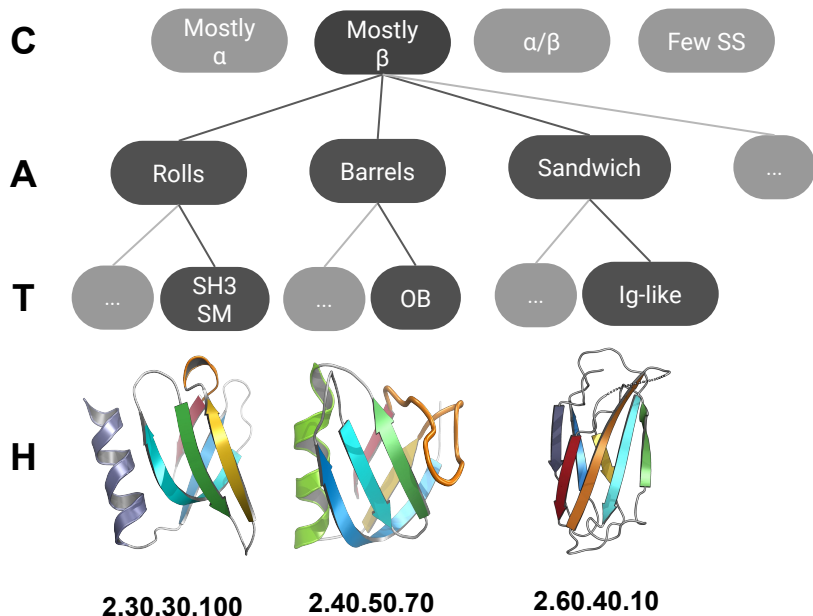 C
Mostly
α
Mostly
β
α/β
Few SS
A
Rolls
Barrels
Sandwich
...
T
...
SH3
SM
...
OB
...
Ig-like
H
2.30.30.100
2.40.50.70
2.60.40.10